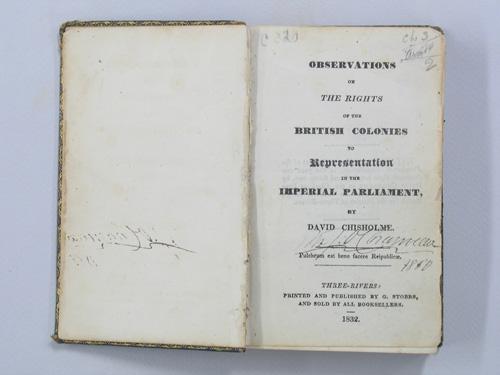 OBSERVATIONS
ON
THE RIGHTS
OF THE
BRITISH COLONIES
TO
Representation
IN THE
IMPERIAL PARLIAMENT,
BY
DAVID CHISHOLME.
Pulchrum est bene facere Reipublicæ.
THREE-RIVERS:
PRINTED AND PUBLISHED BY G. STOBBS,
AND SOLD BY ALL BOOKSELLERS.
1832.